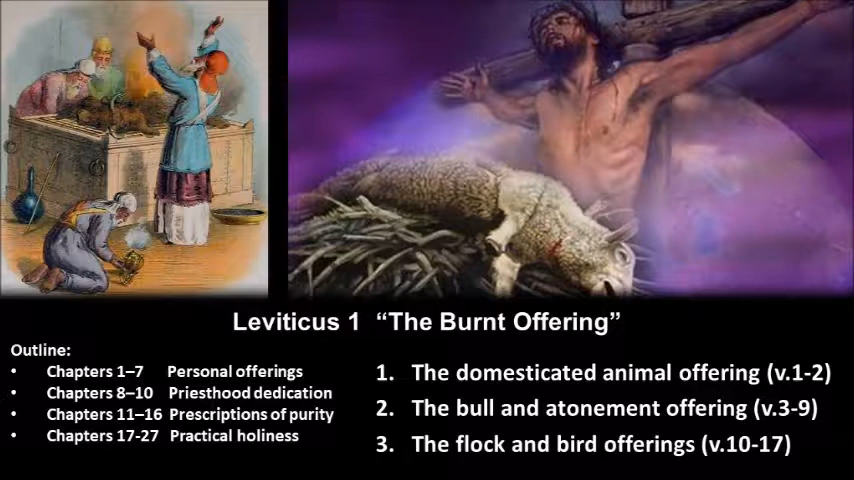 Leviticus 1 “The Burnt Offering”
Outline:
• Chapters 1–7 Personal offerings
• Chapters 8–10 Priesthood dedication
• Chapters 11–16 Prescriptions of purity
• Chapters 17-27 Practical holiness
1. The domesticated animal offering (v.1-2)
2. The bull and atonement offering (v.3-9)
3. The flock and bird offerings (v.10-17)